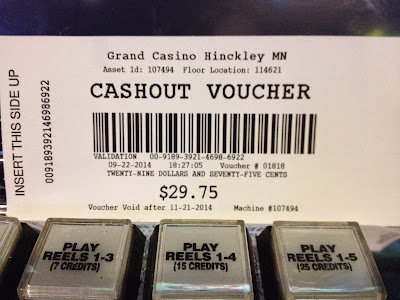 Grand Casino Hinckley MN
Asset Id: 107494 Floor Location: 114621
CASHOUT VOUCHER
INSERT THIS SIDE UP
009189392146986922
VALIDATION 00-9189-3921-4698-6922
09-22-2014 18:27:05 Voucher # 01818
TWENTY-NINE DOLLARS AND SEVENTY-FIVE CENTS
$29.75
Voucher Void after 11-21-2014 Machine #107494
PLAY
REELS 1-3
(7 CREDITS)
PLAY
REELS 1-4
(15 CREDITS)
PLAY
REELS 1-5
(25 CREDITS)